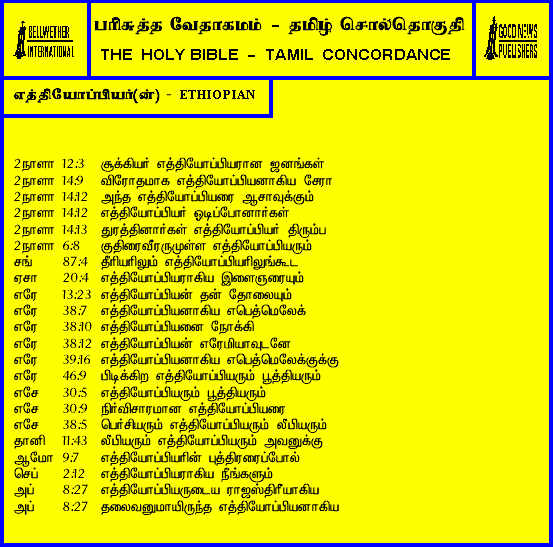 BELLWETHER
INTERNATIONAL
பரிசுத்த வேதாகமம் - தமிழ் சொல்தொகுதி
THE HOLY BIBLE - TAMIL CONCORDANCE
GOOD NEWS
PUBLISHERS
எத்தியோப்பியர்(ன்) - ETHIOPIAN
2நாளா 12:3 சூக்கியர் எத்தியோப்பியரான ஜனங்கள்
2நாளா 14:9 விரோதமாக எத்தியோப்பியனாகிய சேரா
2நாளா 14:12 அந்த எத்தியோப்பியரை ஆசாவுக்கும்
2நாளா 14:12 எத்தியோப்பியர் ஓடிப்போனார்கள்
2நாளா 14:13 துரத்தினார்கள் எத்தியோப்பியர் திரும்ப
2நாளா 6:8 குதிரைவீரருமுள்ள எத்தியோப்பியரும்
சங் 87:4 தீரியரிலும் எத்தியோப்பியரிலுங்கூட
ஏசா 20:4 எத்தியோப்பியராகிய இளைஞரையும்
எரே 13:23 எத்தியோப்பியன் தன் தோலையும்
எரே 38:7 எத்தியோப்பியனாகிய எபெத்மெலேக்
எரே 38:10 எத்தியோப்பியனை நோக்கி
எரே 38:12 எத்தியோப்பியன் எரேமியாவுடனே
எரே 39:16 எத்தியோப்பியனாகிய எபெத்மெலேக்குக்கு
எரே 46:9 பிடிக்கிற எத்தியோப்பியரும் பூத்தியரும்
எசே 30:5 எத்தியோப்பியரும் பூத்தியரும்
எசே 30:9 நிர்விசாரமான எத்தியோப்பியரை
எசே 38:5 பெர்சியரும் எத்தியோப்பியரும் லீபியரும்
தானி 11:43 லீபியரும் எத்தியோப்பியரும் அவனுக்கு
ஆமோ 9:7 எத்தியோப்பியரின் புத்திரரைப்போல்
செப் 2:12 எத்தியோப்பியராகிய நீங்களும்
அப் 8:27 எத்தியோப்பியருடைய ராஜஸ்திரீயாகிய
அப் 8:27 தலைவனுமாயிருந்த எத்தியோப்பியனாகிய